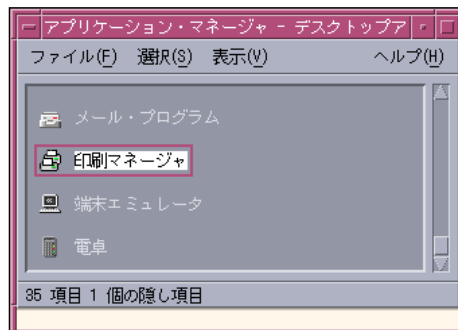 アプリケーション・マネージャ - デスクトップア
ファイル(F) 選択(S) 表示(V) ヘルプ(H)
メール・プログラム
印刷マネージャ
端末エミュレータ
電卓
35 項目 1 個の隠し項目